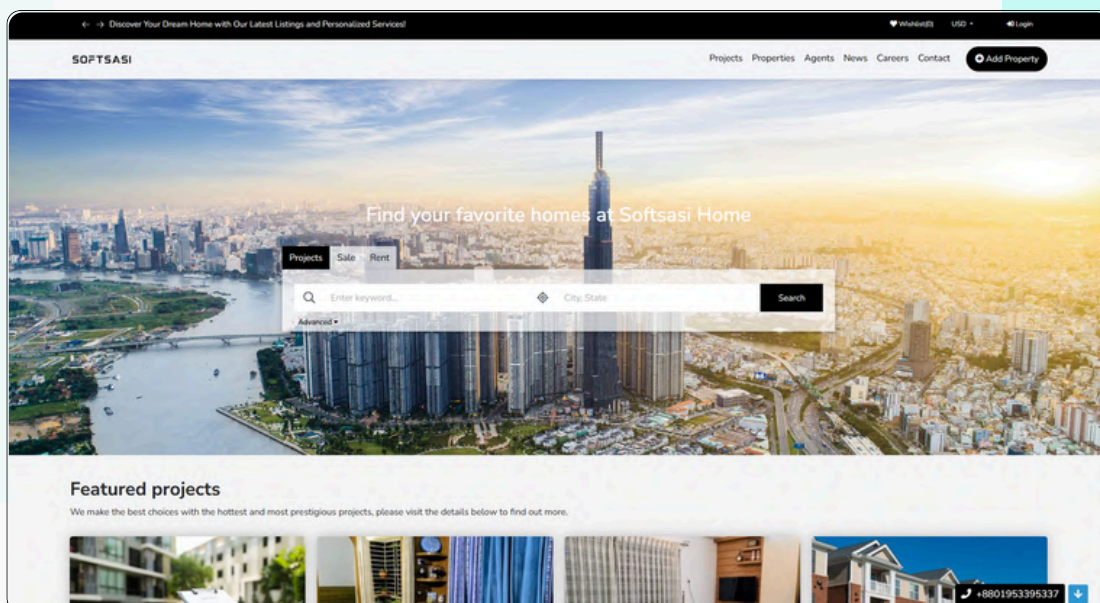 Discover Your Dream Home with Our Latest Listings and Personalized Services!
Wishlist(0) USD Login
SOFTSASI
Projects Properties Agents News Careers Contact Add Property
Find your favorite homes at Softsasi Home
Projects Sale Rent
Enter keyword... City, State Search
Advanced
Featured projects
We make the best choices with the hottest and most prestigious projects, please visit the details below to find out more.
+8801953395337